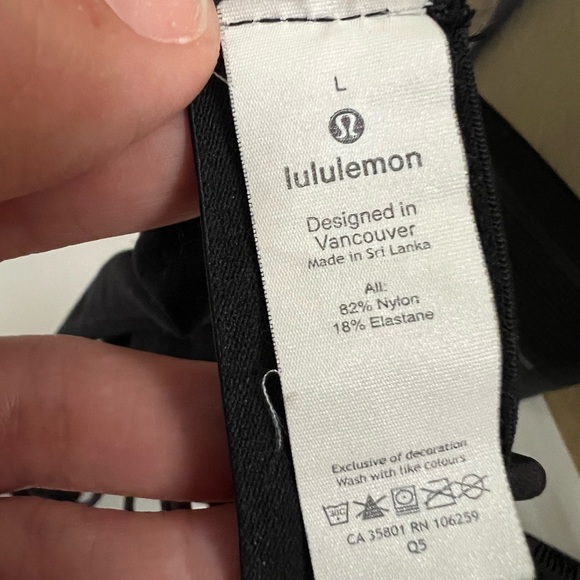 L
lululemon
Designed in
Vancouver
Made in Sri Lanka
All:
82% Nylon
18% Elastane
Exclusive of decoration
Wash with like colours
CA 35801 RN 106259
Q5